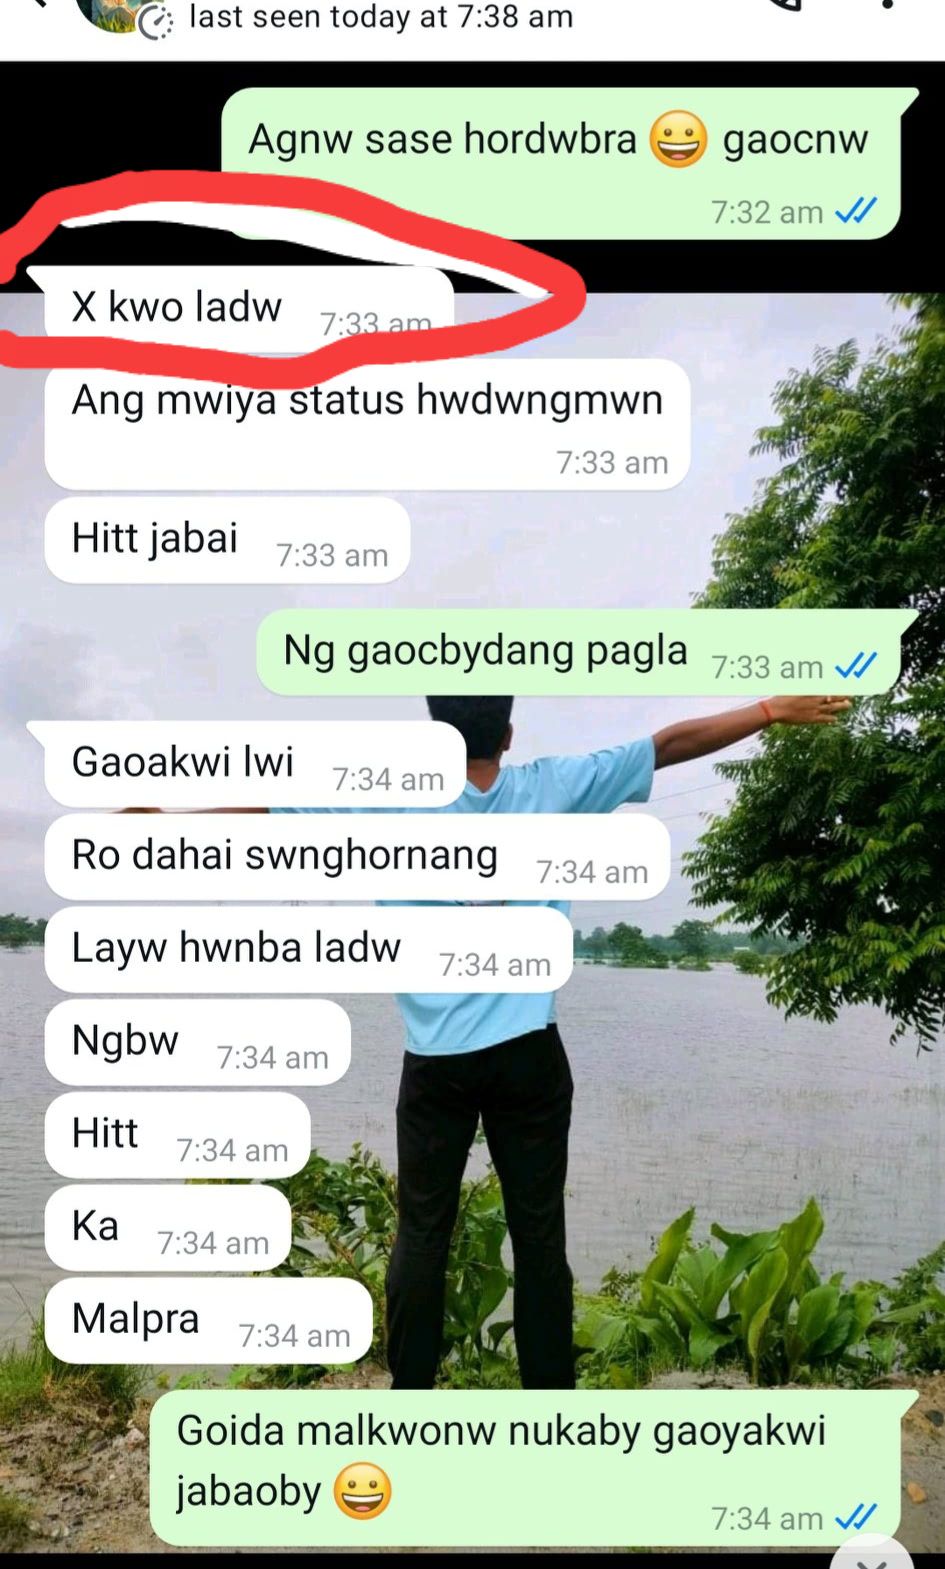 last seen today at 7:38 am
Agnw sase hordwbra 😀 gaocnw
7:32 am
X kwo ladw 7:33 am
Ang mwiya status hwdwngmwn
7:33 am
Hitt jabai 7:33 am
Ng gaocbydang pagla 7:33 am
Gaoakwi lwi 7:34 am
Ro dahai swnghornang 7:34 am
Layw hwnba ladw 7:34 am
Ngbw 7:34 am
Hitt 7:34 am
Ka 7:34 am
Malpra 7:34 am
Goida malkwonw nukaby gaoyakwi
jabaoby 😀
7:34 am